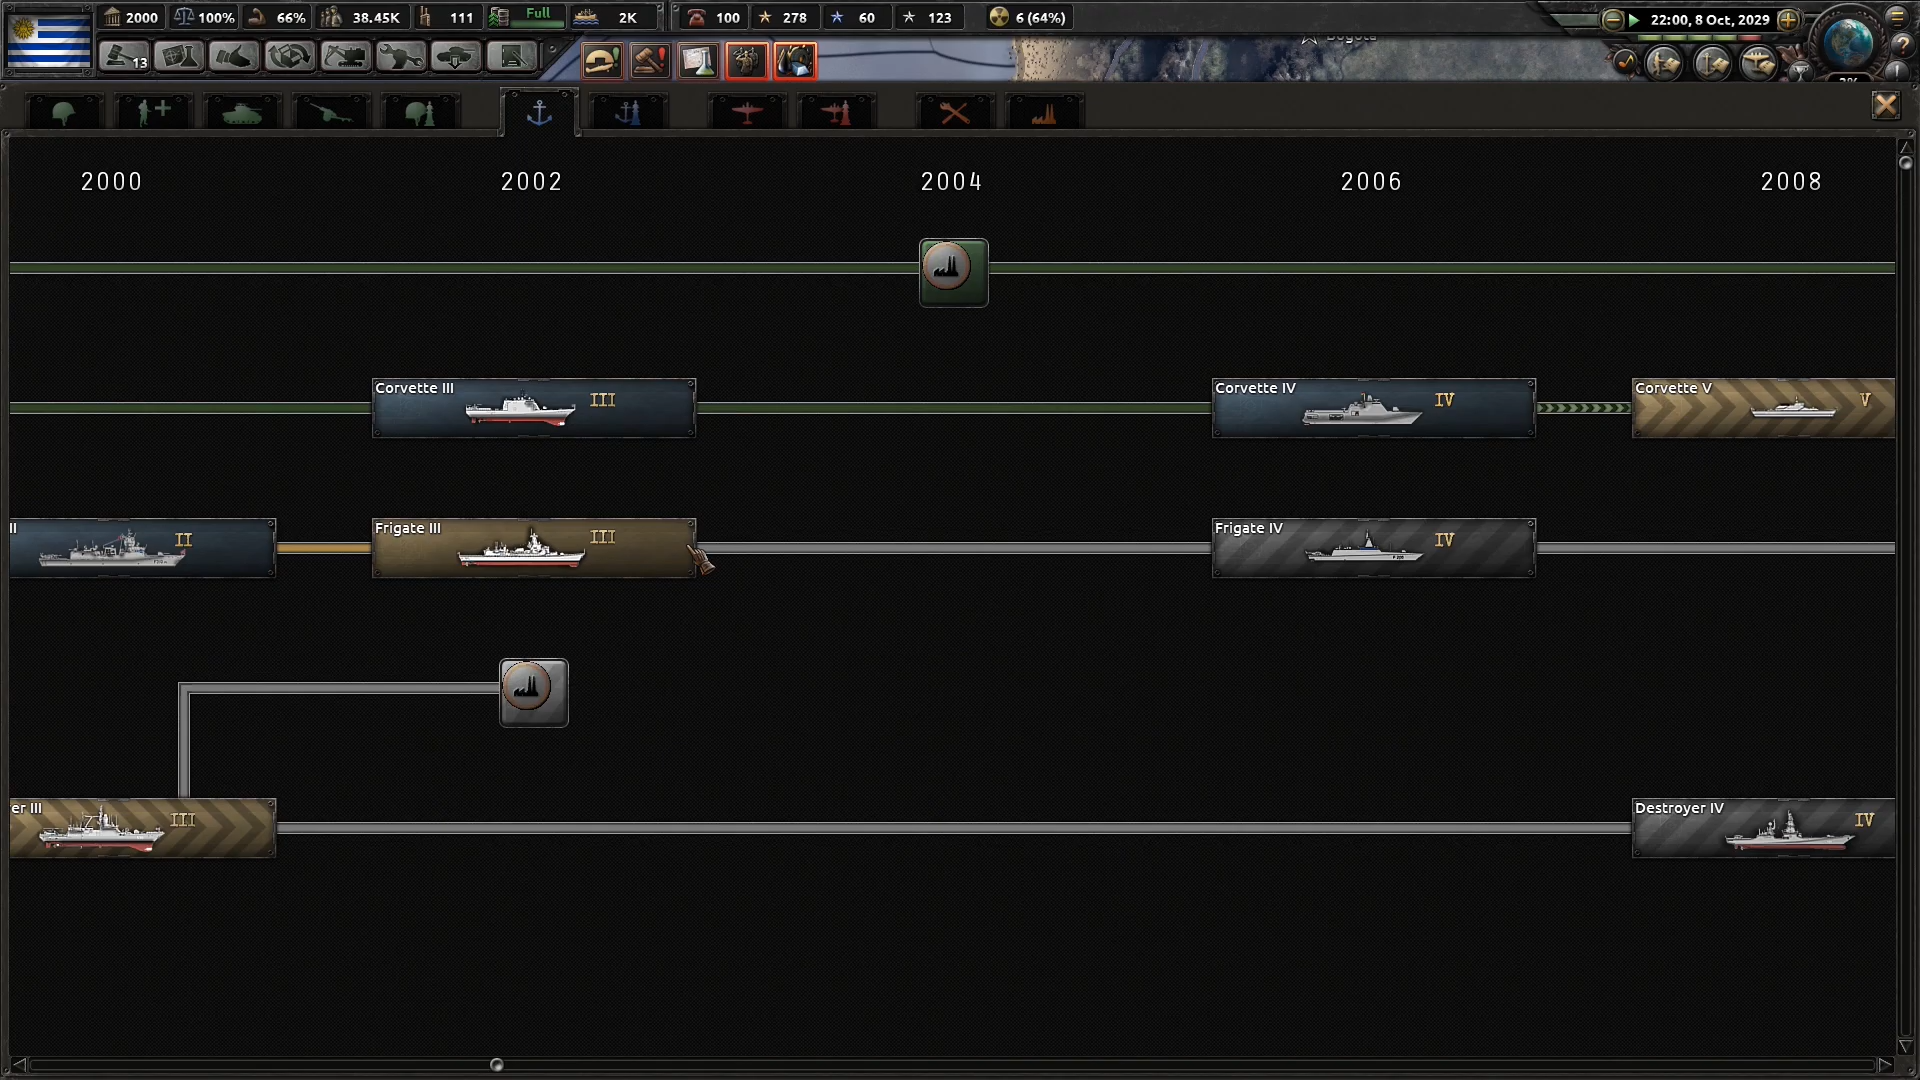 2000 100% 66% 38.45K 111 Full 2K 100 278 60 123 6 (64%) 22:00, 8 Oct, 2029
13
2000 2002 2004 2006 2008
Corvette III III
Corvette IV IV
Corvette V V
II II
Frigate III III
Frigate IV IV
er III III
Destroyer IV IV